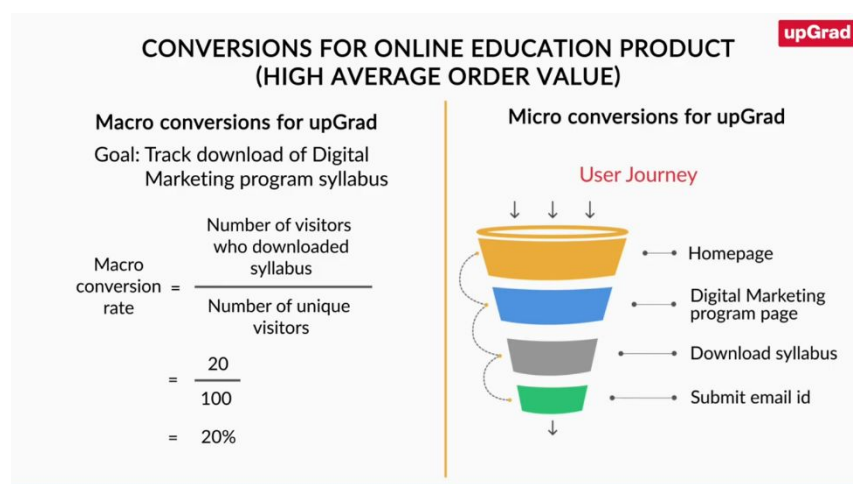 upGrad
CONVERSIONS FOR ONLINE EDUCATION PRODUCT
(HIGH AVERAGE ORDER VALUE)
Macro conversions for upGrad
Goal: Track download of Digital
Marketing program syllabus
Macro
conversion
rate
=
Number of visitors
who downloaded
syllabus
Number of unique
visitors
=
20
100
= 20%
Micro conversions for upGrad
User Journey
Homepage
Digital Marketing
program page
Download syllabus
Submit email id